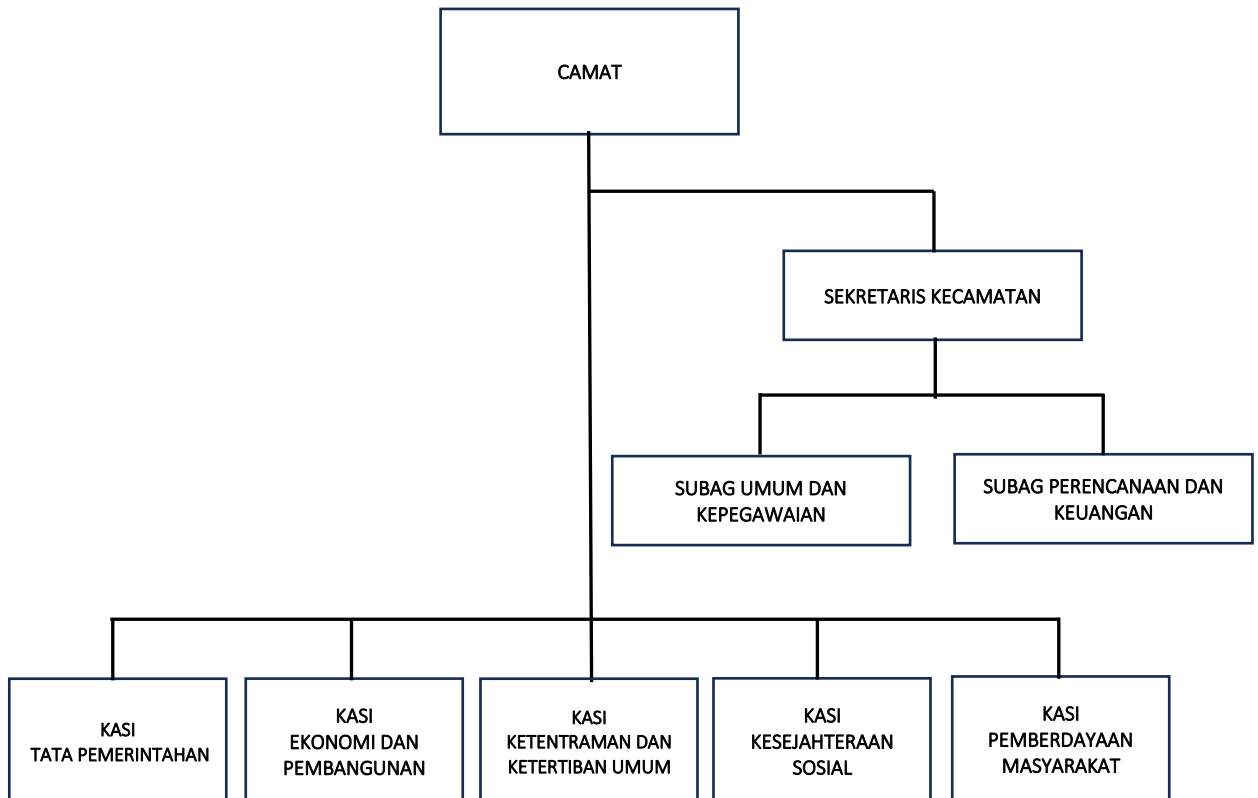 CAMAT
SEKRETARIS KECAMATAN
SUBAG UMUM DAN
KEPEGAWAIAN
SUBAG PERENCANAAN DAN
KEUANGAN
KASI
TATA PEMERINTAHAN
KASI
EKONOMI DAN
PEMBANGUNAN
KASI
KETENTRAMAN DAN
KETERTIBAN UMUM
KASI
KESEJAHTERAAN
SOSIAL
KASI
PEMBERDAYAAN
MASYARAKAT